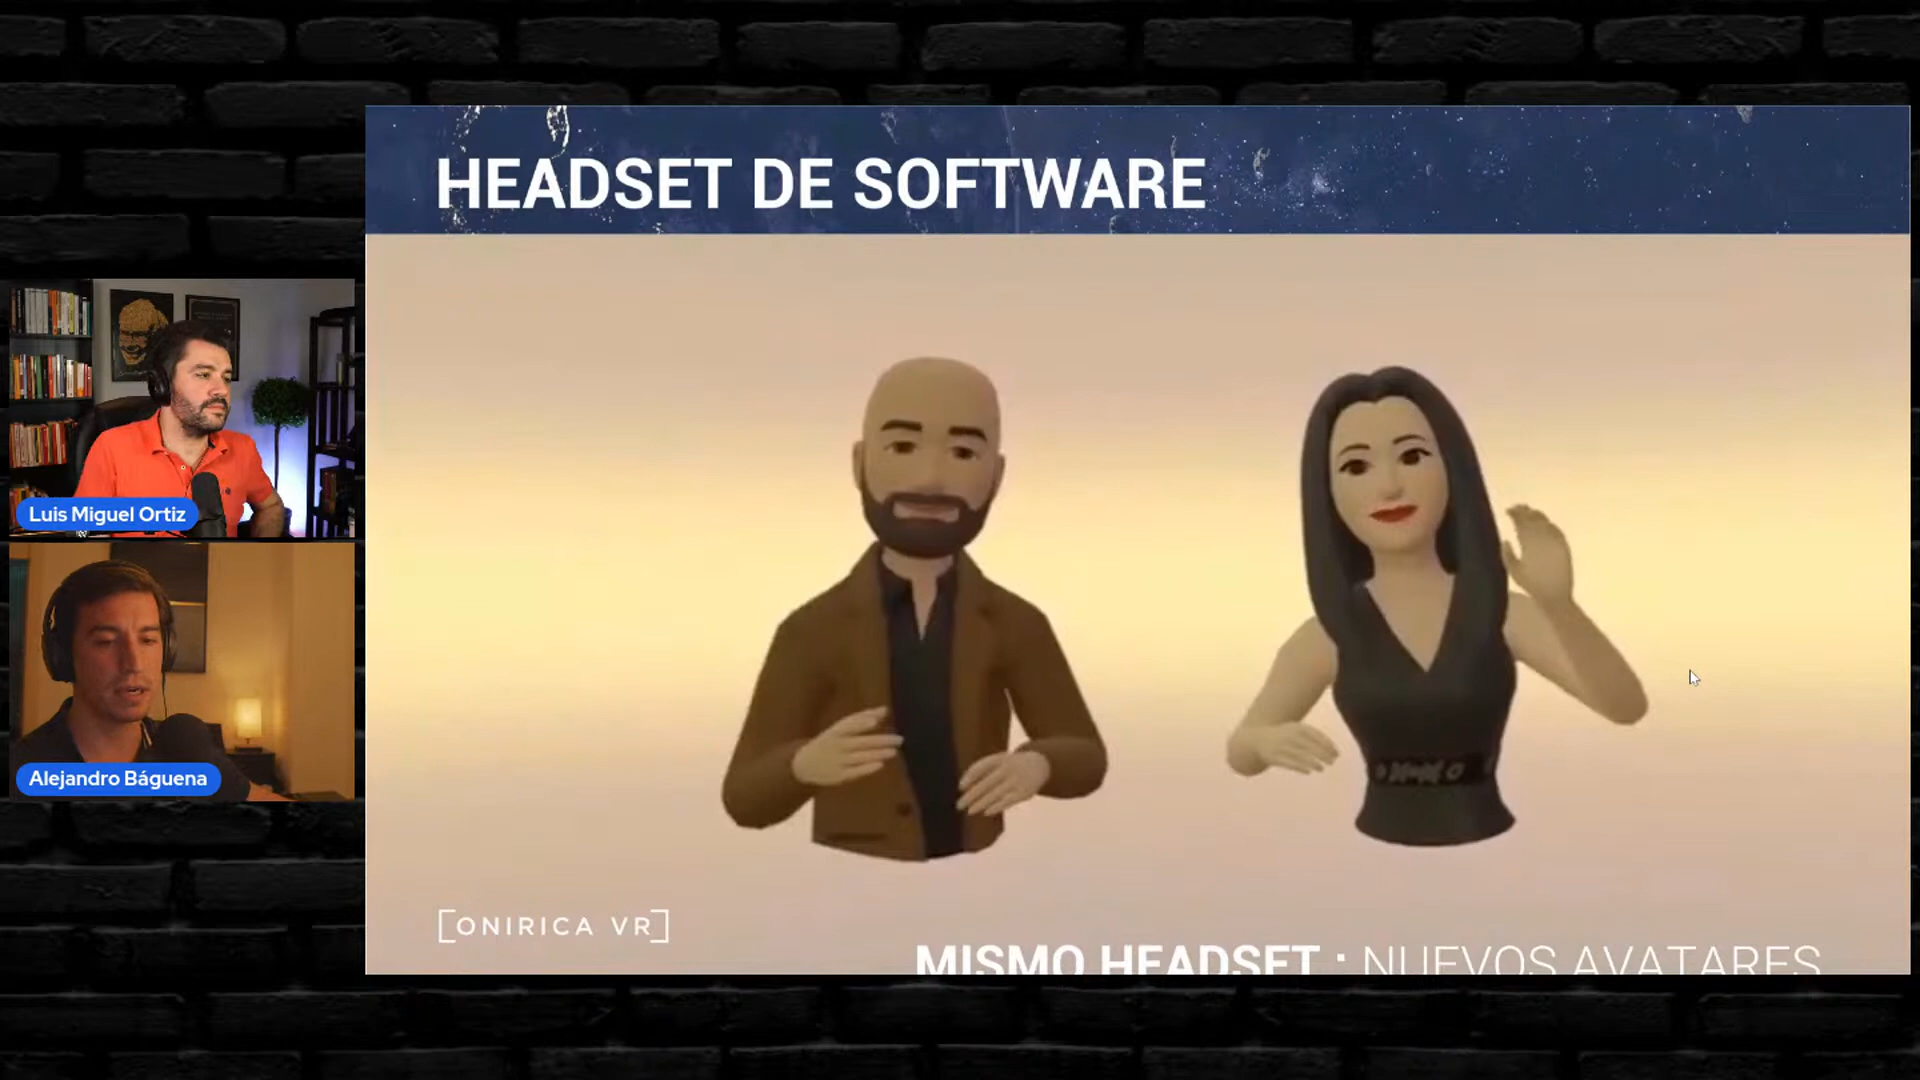 HEADSET DE SOFTWARE
Luis Miguel Ortiz
Alejandro Báguena
[ONIRICA VR]
MISMO HEADSET : NUEVOS AVATARES